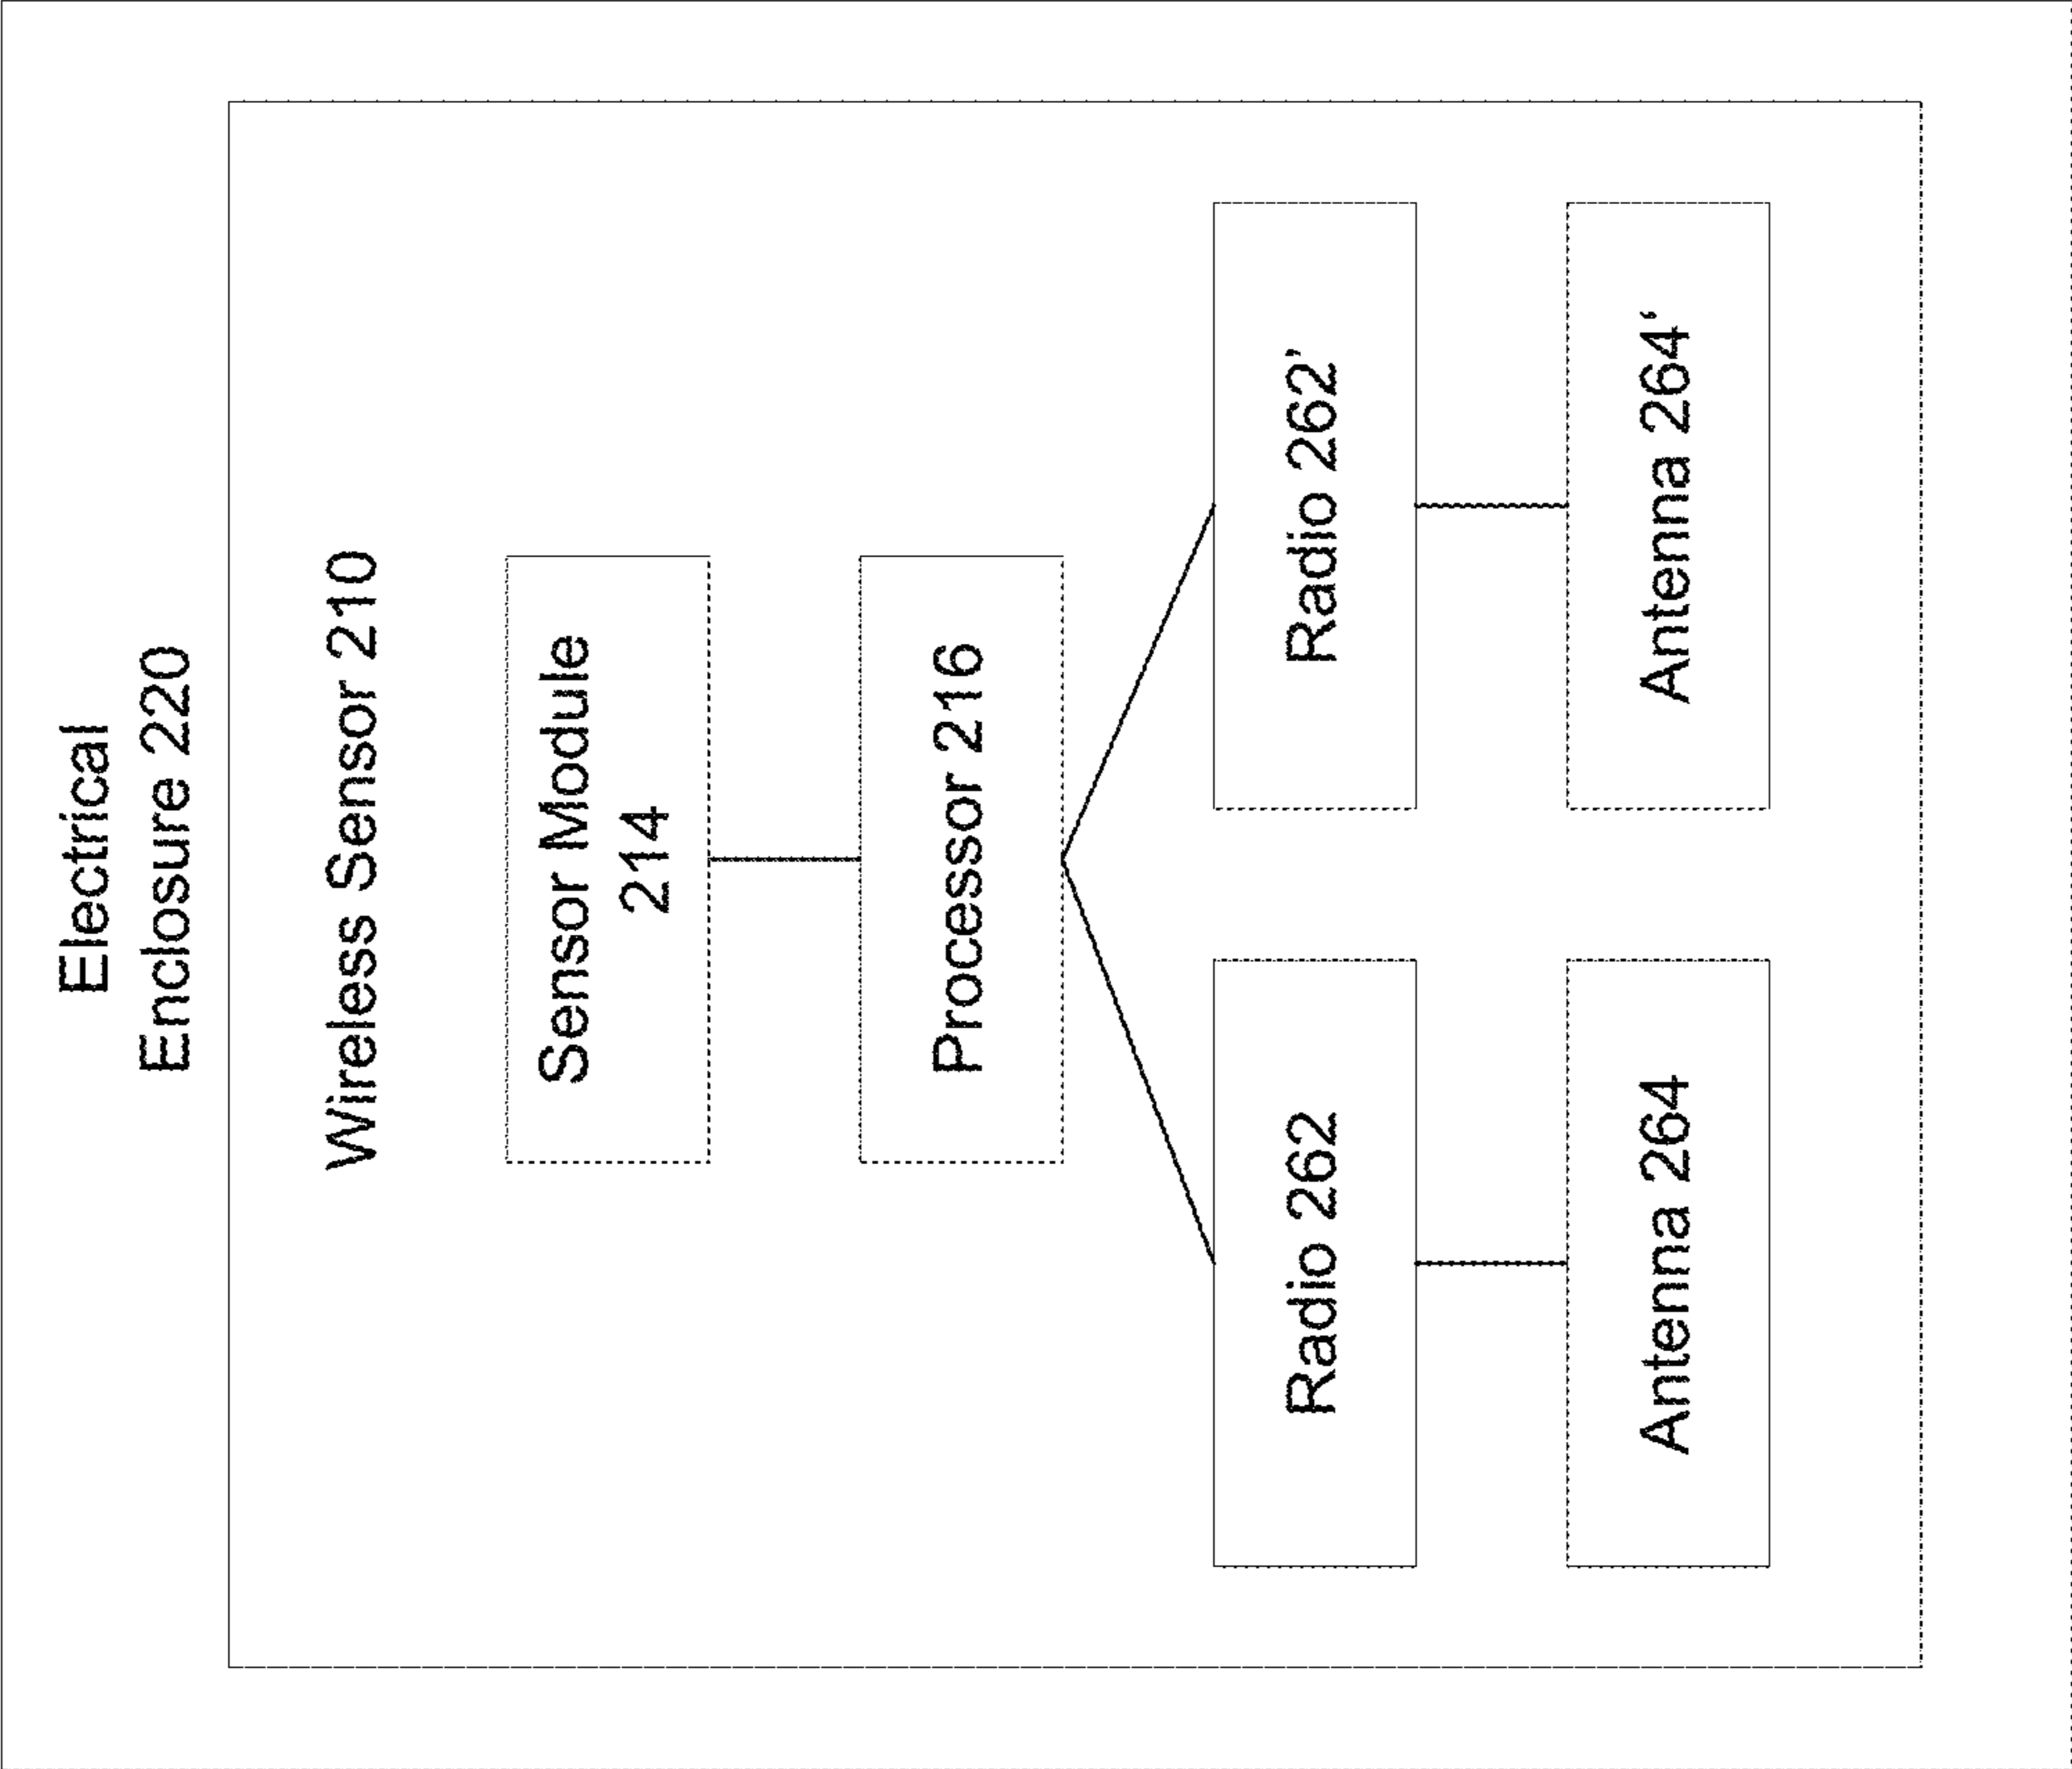 Electrical
Enclosure 220
Wireless Sensor 210
Sensor Module
214
Processor 216
Radio 262
Radio 262’
Antenna 264
Antenna 264‘